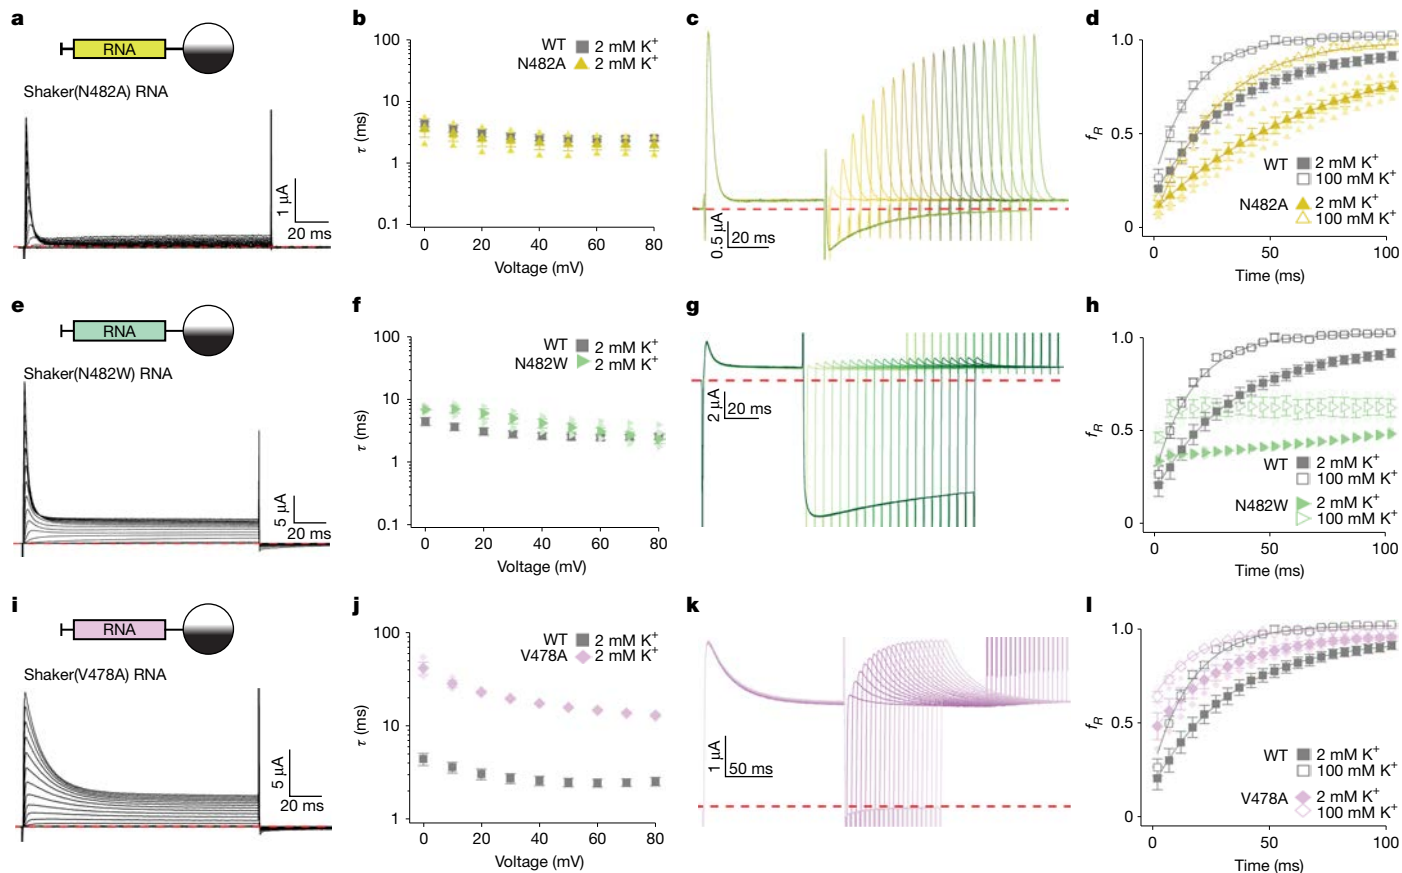 a
RNA
Shaker(N482A) RNA
1 μA
20 ms
b
100
10
1
0.1
τ (ms)
WT 2 mM K+
N482A 2 mM K+
0 20 40 60 80
Voltage (mV)
c
0.5 μA
20 ms
d
1.0
0.5
0
fR
WT 2 mM K+
100 mM K+
N482A 2 mM K+
100 mM K+
0 50 100
Time (ms)
e
RNA
Shaker(N482W) RNA
5 μA
20 ms
f
100
10
1
0.1
τ (ms)
WT 2 mM K+
N482W 2 mM K+
0 20 40 60 80
Voltage (mV)
g
2 μA
20 ms
h
1.0
0.5
0
fR
WT 2 mM K+
100 mM K+
N482W 2 mM K+
100 mM K+
0 50 100
Time (ms)
i
RNA
Shaker(V478A) RNA
5 μA
20 ms
j
100
10
1
τ (ms)
WT 2 mM K+
V478A 2 mM K+
0 20 40 60 80
Voltage (mV)
k
1 μA
50 ms
l
1.0
0.5
0
fR
WT 2 mM K+
100 mM K+
V478A 2 mM K+
100 mM K+
0 50 100
Time (ms)